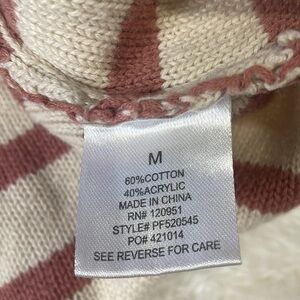 M
60%COTTON
40%ACRYLIC
MADE IN CHINA
RN# 120951
STYLE# PF520545
PO# 421014
SEE REVERSE FOR CARE